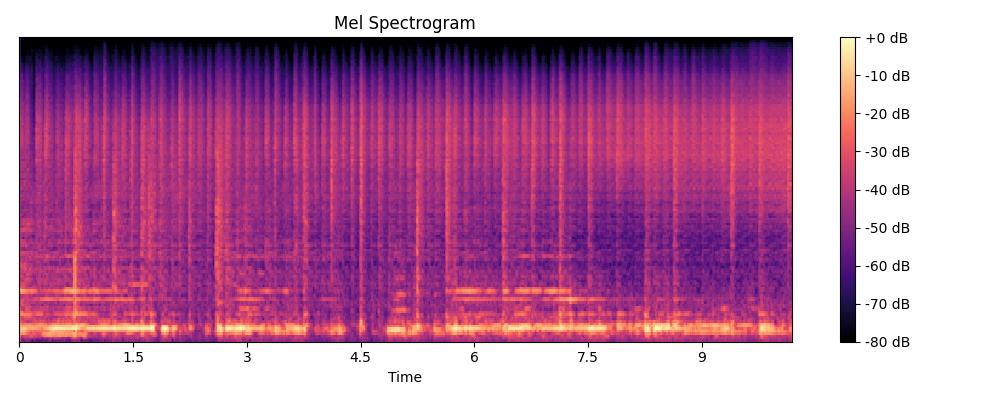 Mel Spectrogram
+0 dB
-10 dB
-20 dB
-30 dB
-40 dB
-50 dB
-60 dB
-70 dB
-80 dB
0 1.5 3 4.5 6 7.5 9
Time